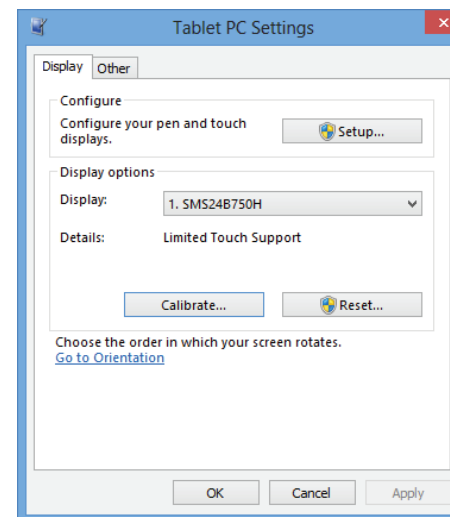 Tablet PC Settings
Display Other
Configure
Configure your pen and touch
displays.
Setup...
Display options
Display: 1. SMS24B750H
Details: Limited Touch Support
Calibrate... Reset...
Choose the order in which your screen rotates.
Go to Orientation
OK Cancel Apply